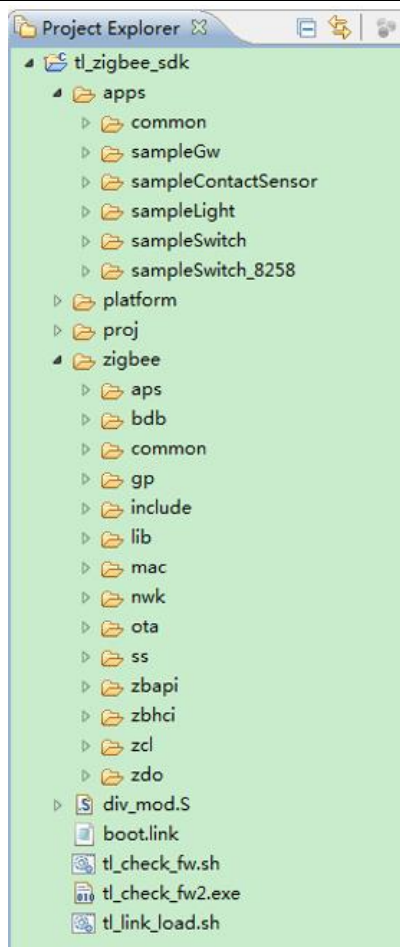 Project Explorer
tl_zigbee_sdk
apps
common
sampleGw
sampleContactSensor
sampleLight
sampleSwitch
sampleSwitch_8258
platform
proj
zigbee
aps
bdb
common
gp
include
lib
mac
nwk
ota
ss
zbapi
zbhci
zcl
zdo
div_mod.S
boot.link
tl_check_fw.sh
tl_check_fw2.exe
tl_link_load.sh